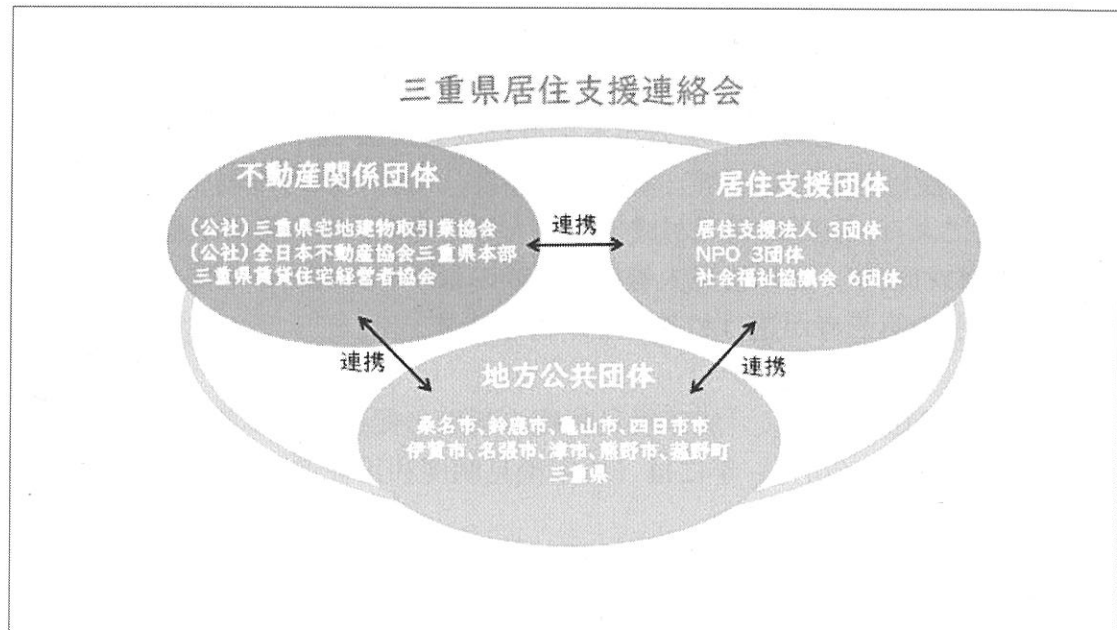 三重県居住支援連絡会
不動産関係団体
(公社)三重県宅地建物取引業協会
(公社)全日本不動産協会三重県本部
三重県賃貸住宅経営者協会
連携
居住支援団体
居住支援法人 3団体
NPO 3団体
社会福祉協議会 6団体
連携
連携
地方公共団体
桑名市、鈴鹿市、亀山市、四日市市
伊賀市、名張市、津市、熊野市、菰野町
三重県